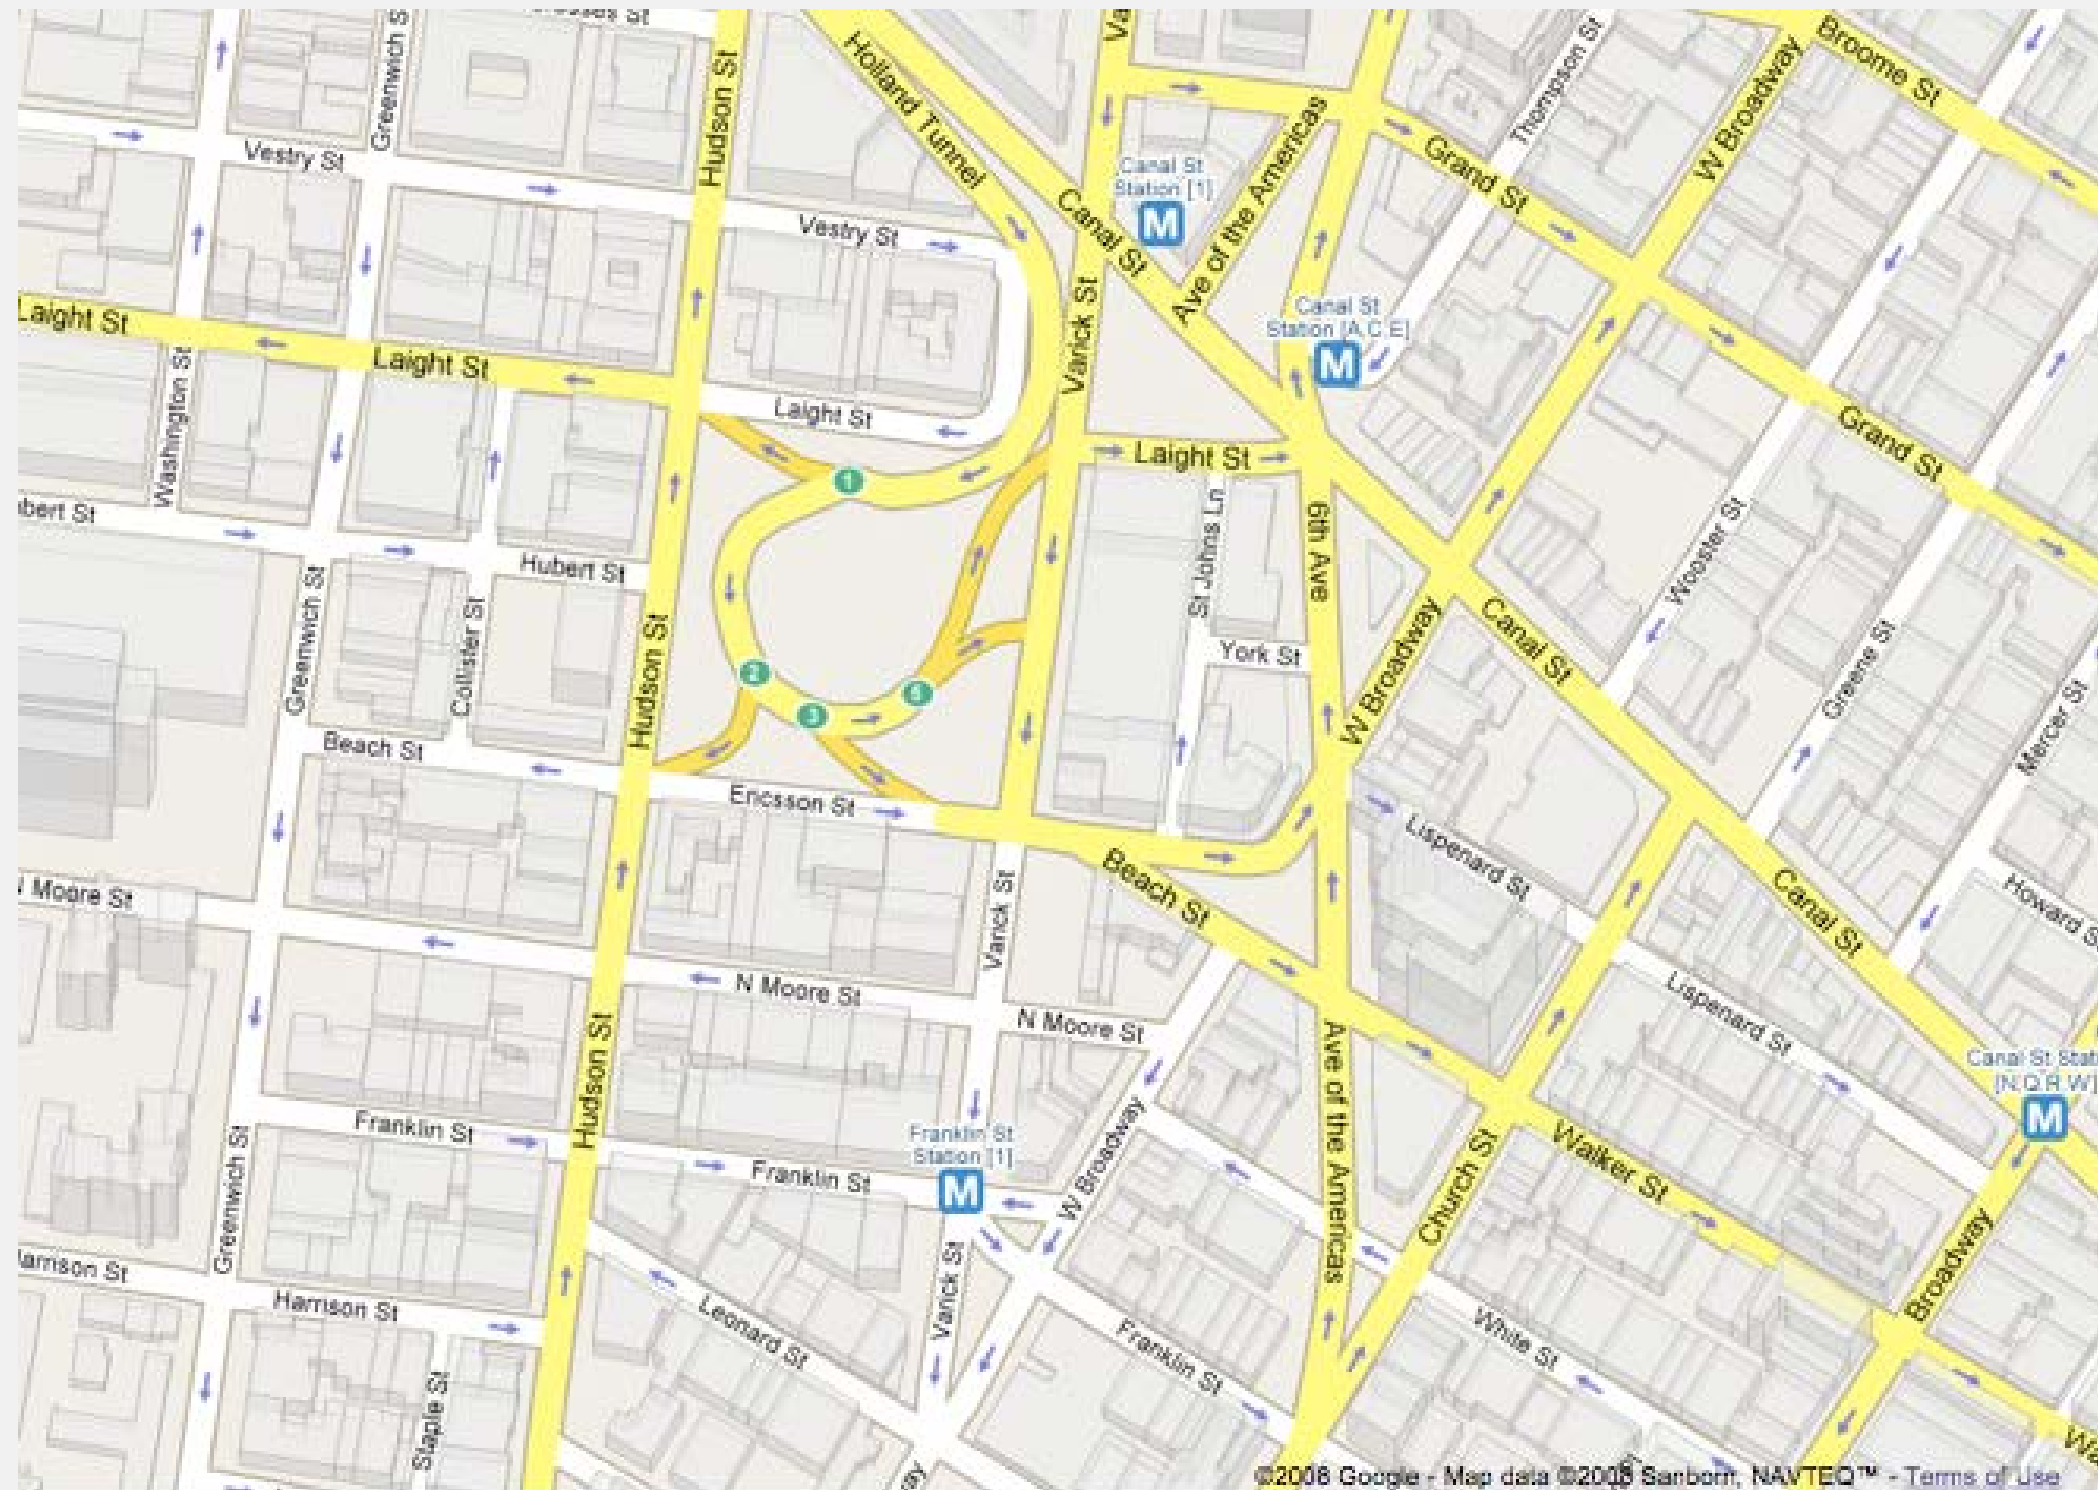 Greenwich St
Hudson St
Holland Tunnel
Thompson St
W Broadway
Broome St
Vestry St
Vestry St
Canal St
Station [1]
M
Canal St
Ave of the Americas
Grand St
Laight St
Laight St
Varick St
Canal St
Station [A,C,E]
M
Washington St
Laight St
Laight St
Grand St
Hubert St
6th Ave
St Johns Ln
Wooster St
1
Greenwich St
Collister St
Hudson St
York St
W Broadway
Canal St
Greene St
Mercer St
2
3
Beach St
Ericsson St
Beach St
Lispenard St
N Moore St
Varick St
Canal St
Howard
N Moore St
N Moore St
Lispenard St
Hudson St
Ave of the Americas
Canal St
[N,Q,R,W]
M
Franklin St
Franklin St
Station [1]
M
Franklin St
W Broadway
Church St
Walker St
Greenwich St
Varick St
Broadway
Harrison St
Leonard St
Franklin St
White St
Staple St
©2008 Google - Map data ©2008 Sanborn, NAVTEQ™ - Terms of Use